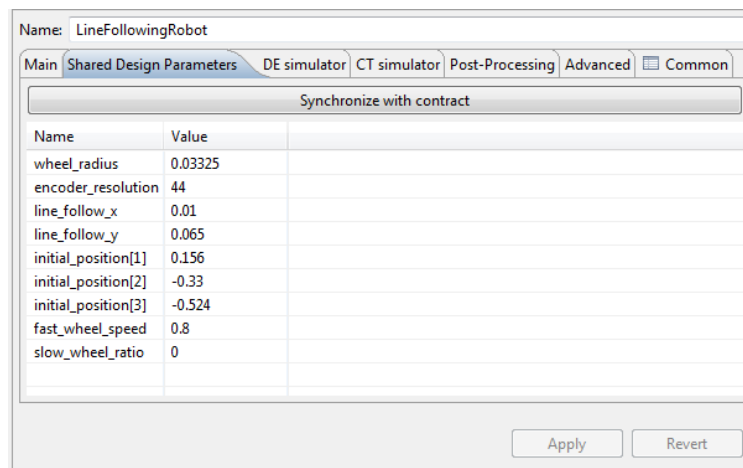 Name: LineFollowingRobot
Main Shared Design Parameters DE simulator CT simulator Post-Processing Advanced Common
Synchronize with contract
Name Value
wheel_radius 0.03325
encoder_resolution 44
line_follow_x 0.01
line_follow_y 0.065
initial_position[1] 0.156
initial_position[2] -0.33
initial_position[3] -0.524
fast_wheel_speed 0.8
slow_wheel_ratio 0
Apply Revert